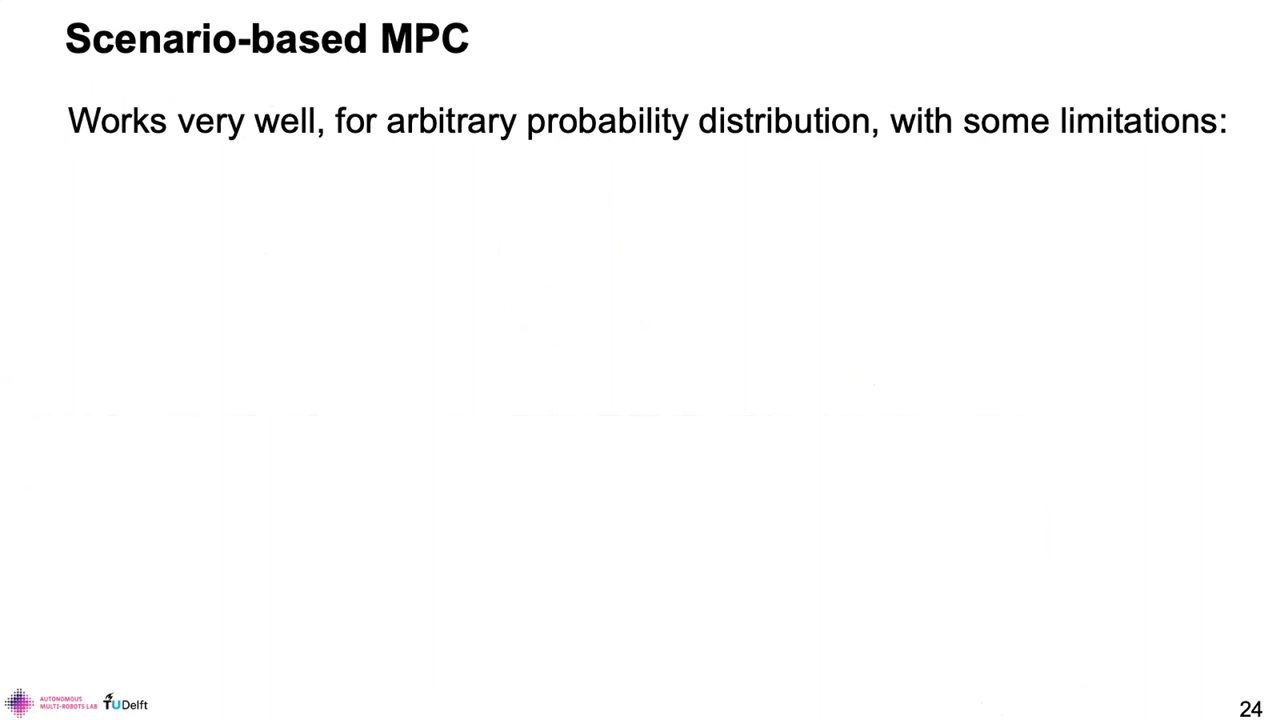 Scenario-based MPC
Works very well, for arbitrary probability distribution, with some limitations:
AUTONOMOUS
MULTI-ROBOTS LAB
TUDelft
24